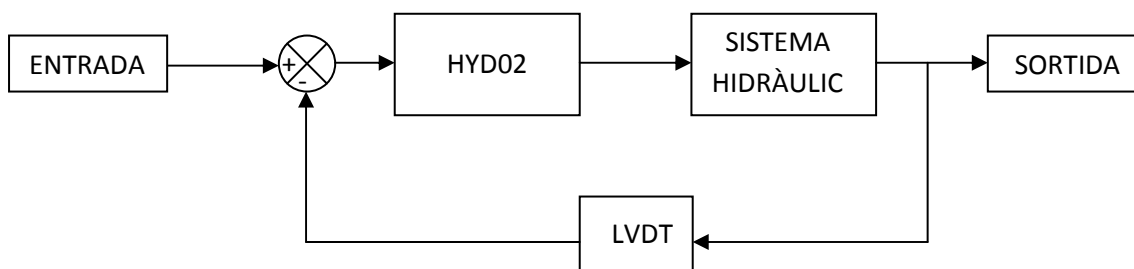 ENTRADA
+
-
HYD02
SISTEMA
HIDRÀULIC
SORTIDA
LVDT